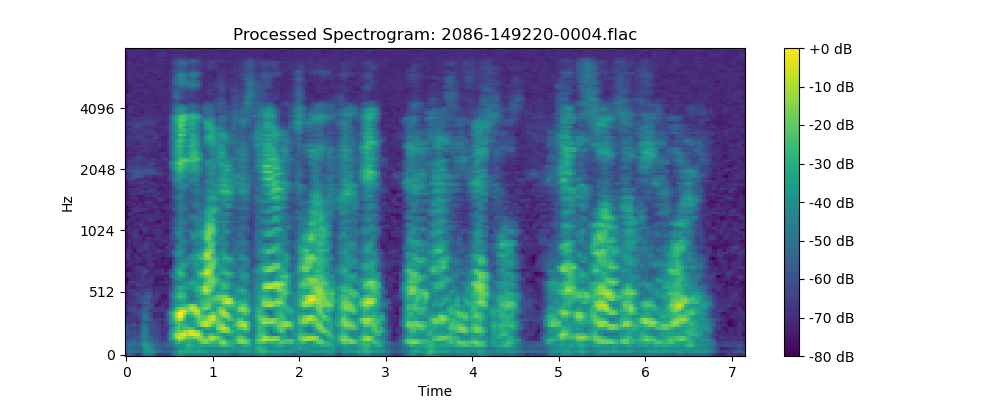 Processed Spectrogram: 2086-149220-0004.flac
Hz
4096
2048
1024
512
0
0 1 2 3 4 5 6 7
Time
+0 dB
-10 dB
-20 dB
-30 dB
-40 dB
-50 dB
-60 dB
-70 dB
-80 dB